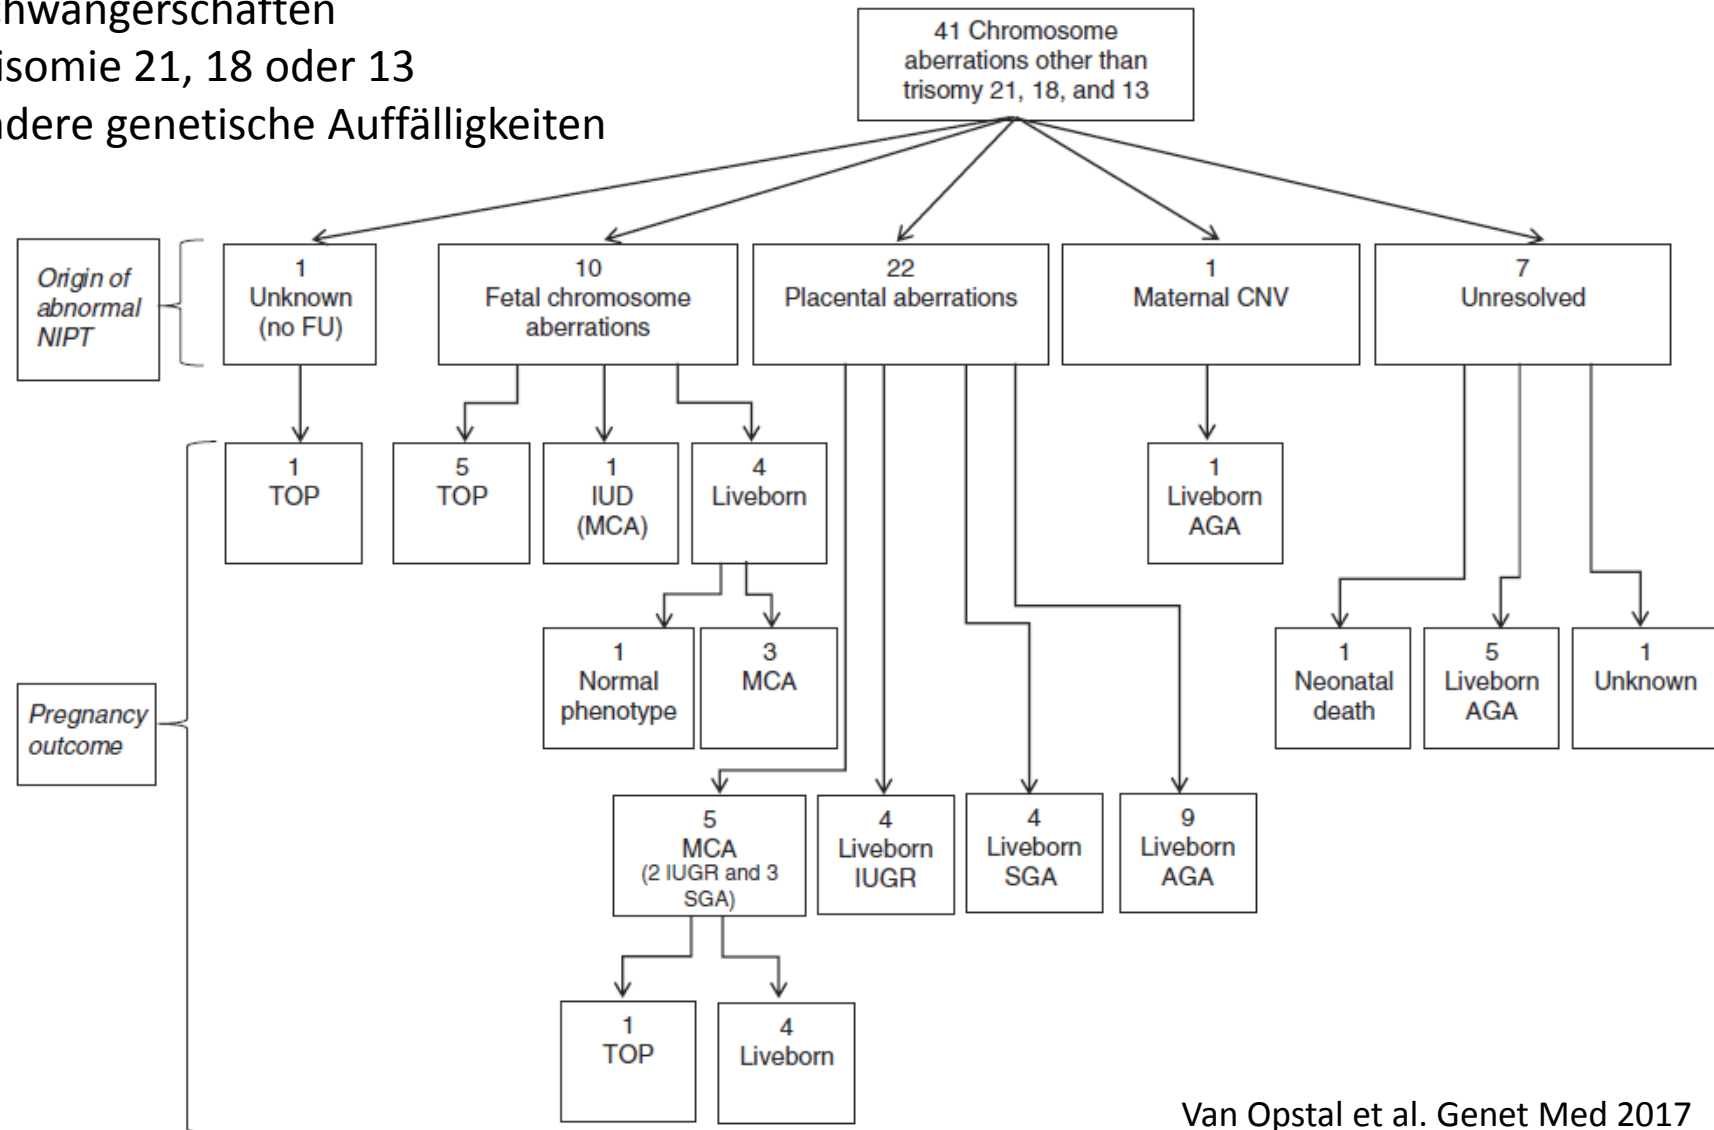 chwangerschaften
isomie 21, 18 oder 13
ndere genetische Auffälligkeiten
41 Chromosome
aberrations other than
trisomy 21, 18, and 13
Origin of
abnormal
NIPT
1
Unknown
(no FU)
10
Fetal chromosome
aberrations
22
Placental aberrations
1
Maternal CNV
7
Unresolved
1
TOP
5
TOP
1
IUD
(MCA)
4
Liveborn
1
Liveborn
AGA
Pregnancy
outcome
1
Normal
phenotype
3
MCA
1
Neonatal
death
5
Liveborn
AGA
1
Unknown
5
MCA
(2 IUGR and 3
SGA)
4
Liveborn
IUGR
4
Liveborn
SGA
9
Liveborn
AGA
1
TOP
4
Liveborn
Van Opstal et al. Genet Med 2017